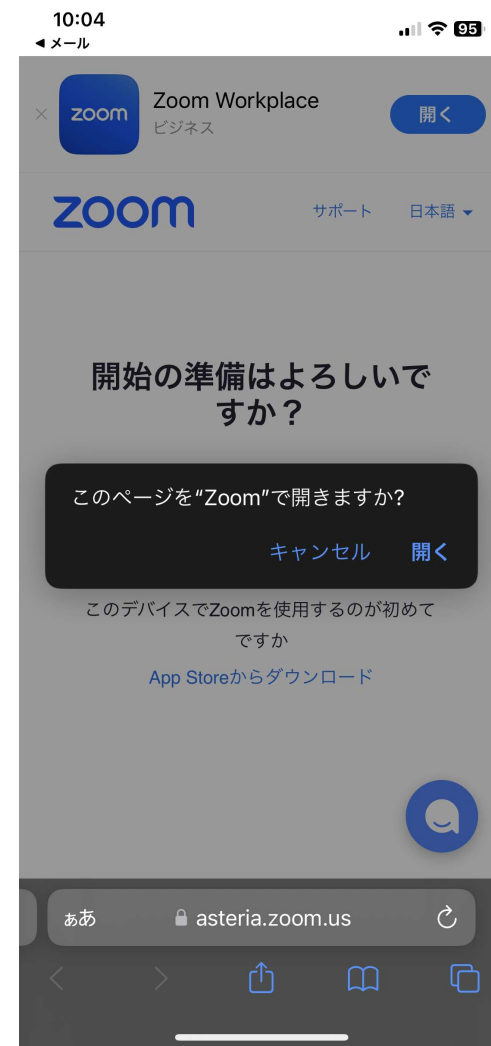 10:04
95
◀ メール
zoom
Zoom Workplace
ビジネス
開く
zoom
サポート
日本語
開始の準備はよろしいで
すか？
このページを“Zoom”で開きますか?
キャンセル
開く
このデバイスでZoomを使用するのが初めて
ですか
App Storeからダウンロード
ああ
asteria.zoom.us